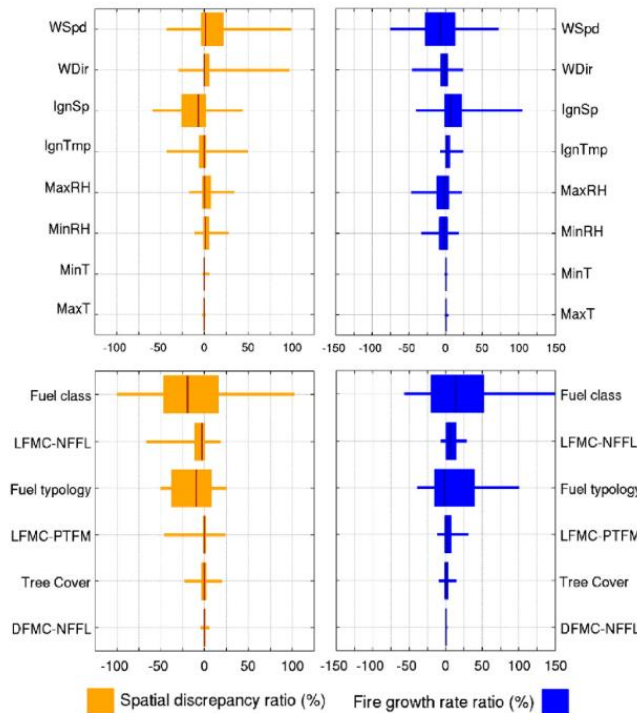 WSpd WSpd
WDir WDir
IgnSp IgnSp
IgnTmp IgnTmp
MaxRH MaxRH
MinRH MinRH
MinT MinT
MaxT MaxT
-100 -50 0 50 100 -150 -100 -50 0 50 100 150
Fuel class Fuel class
LFMC-NFFL LFMC-NFFL
Fuel typology Fuel typology
LFMC-PTFM LFMC-PTFM
Tree Cover Tree Cover
DFMC-NFFL DFMC-NFFL
-100 -50 0 50 100 -150 -100 -50 0 50 100 150
Spatial discrepancy ratio (%) Fire growth rate ratio (%)